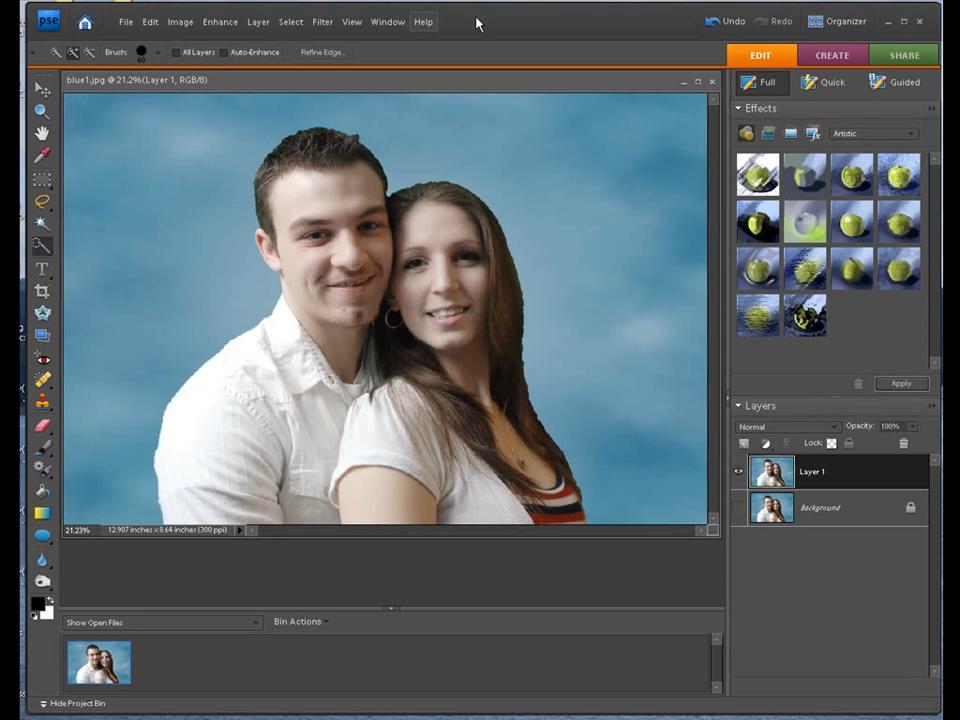 pse File Edit Image Enhance Layer Select Filter View Window Help Undo Redo Organizer
Brush: 60 All Layers Auto-Enhance Refine Edge...
EDIT CREATE SHARE
blue1.jpg @ 21.2%(Layer 1, RGB/8)
Full Quick Guided
Effects
Artistic
Apply
Layers
Normal Opacity: 100%
Lock:
Layer 1
Background
21.23% 12.907 inches x 8.64 inches (300 ppi)
Show Open Files Bin Actions
Hide Project Bin